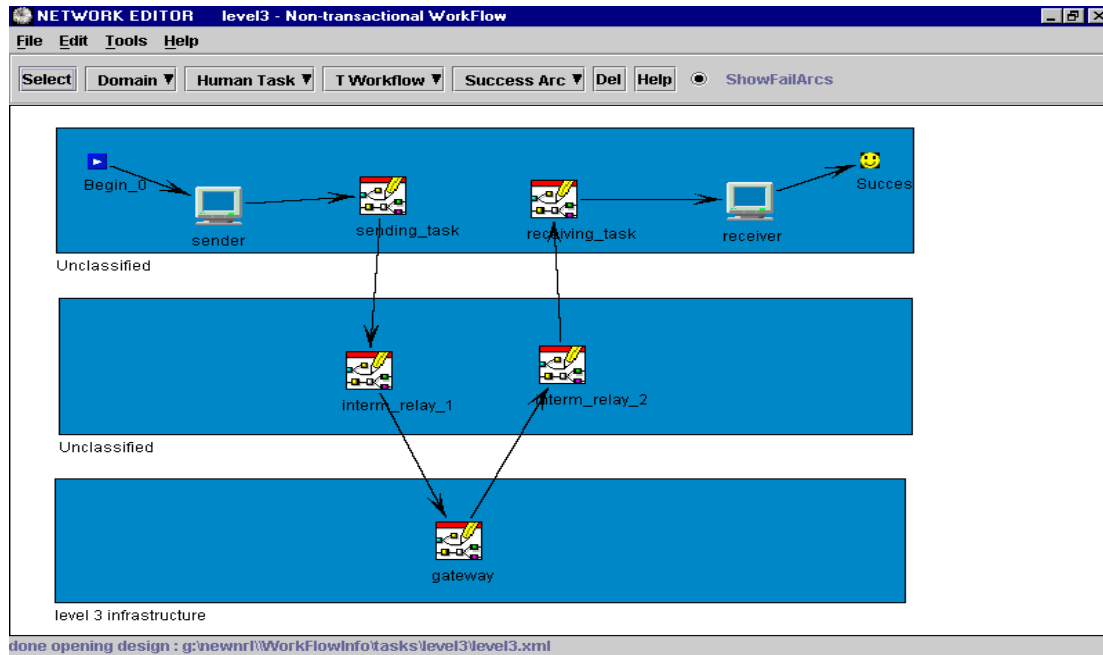 NETWORK EDITOR level3 - Non-transactional WorkFlow
File Edit Tools Help
Select Domain Human Task T Workflow Success Arc Del Help ShowFailArcs
Begin_0
sender
sending_task
receiving_task
receiver
Succes
Unclassified
interm_relay_1
interm_relay_2
Unclassified
gateway
level 3 infrastructure
done opening design : g:\newnrl\\WorkFlowInfo\tasks\level3\level3.xml